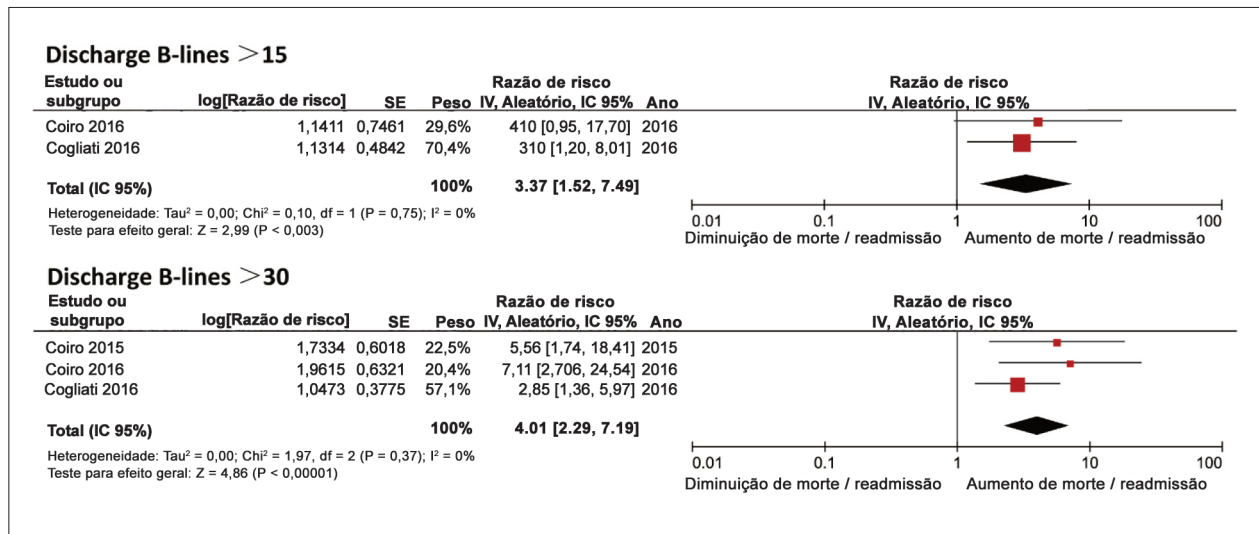 Discharge B-lines >15
Estudo ou subgrupo log[Razão de risco] SE Peso Razão de risco IV, Aleatório, IC 95% Ano Razão de risco IV, Aleatório, IC 95%
Coiro 2016 1,1411 0,7461 29,6% 410 [0,95, 17,70] 2016
Cogliati 2016 1,1314 0,4842 70,4% 310 [1,20, 8,01] 2016
Total (IC 95%) 100% 3.37 [1.52, 7.49]
Heterogeneidade: Tau² = 0,00; Chi² = 0,10, df = 1 (P = 0,75); I² = 0%
Teste para efeito geral: Z = 2,99 (P < 0,003)
0.01 0.1 1 10 100
Diminuição de morte / readmissão Aumento de morte / readmissão
Discharge B-lines >30
Estudo ou subgrupo log[Razão de risco] SE Peso Razão de risco IV, Aleatório, IC 95% Ano Razão de risco IV, Aleatório, IC 95%
Coiro 2015 1,7334 0,6018 22,5% 5,56 [1,74, 18,41] 2015
Coiro 2016 1,9615 0,6321 20,4% 7,11 [2,706, 24,54] 2016
Cogliati 2016 1,0473 0,3775 57,1% 2,85 [1,36, 5,97] 2016
Total (IC 95%) 100% 4.01 [2.29, 7.19]
Heterogeneidade: Tau² = 0,00; Chi² = 1,97, df = 2 (P = 0,37); I² = 0%
Teste para efeito geral: Z = 4,86 (P < 0,00001)
0.01 0.1 1 10 100
Diminuição de morte / readmissão Aumento de morte / readmissão